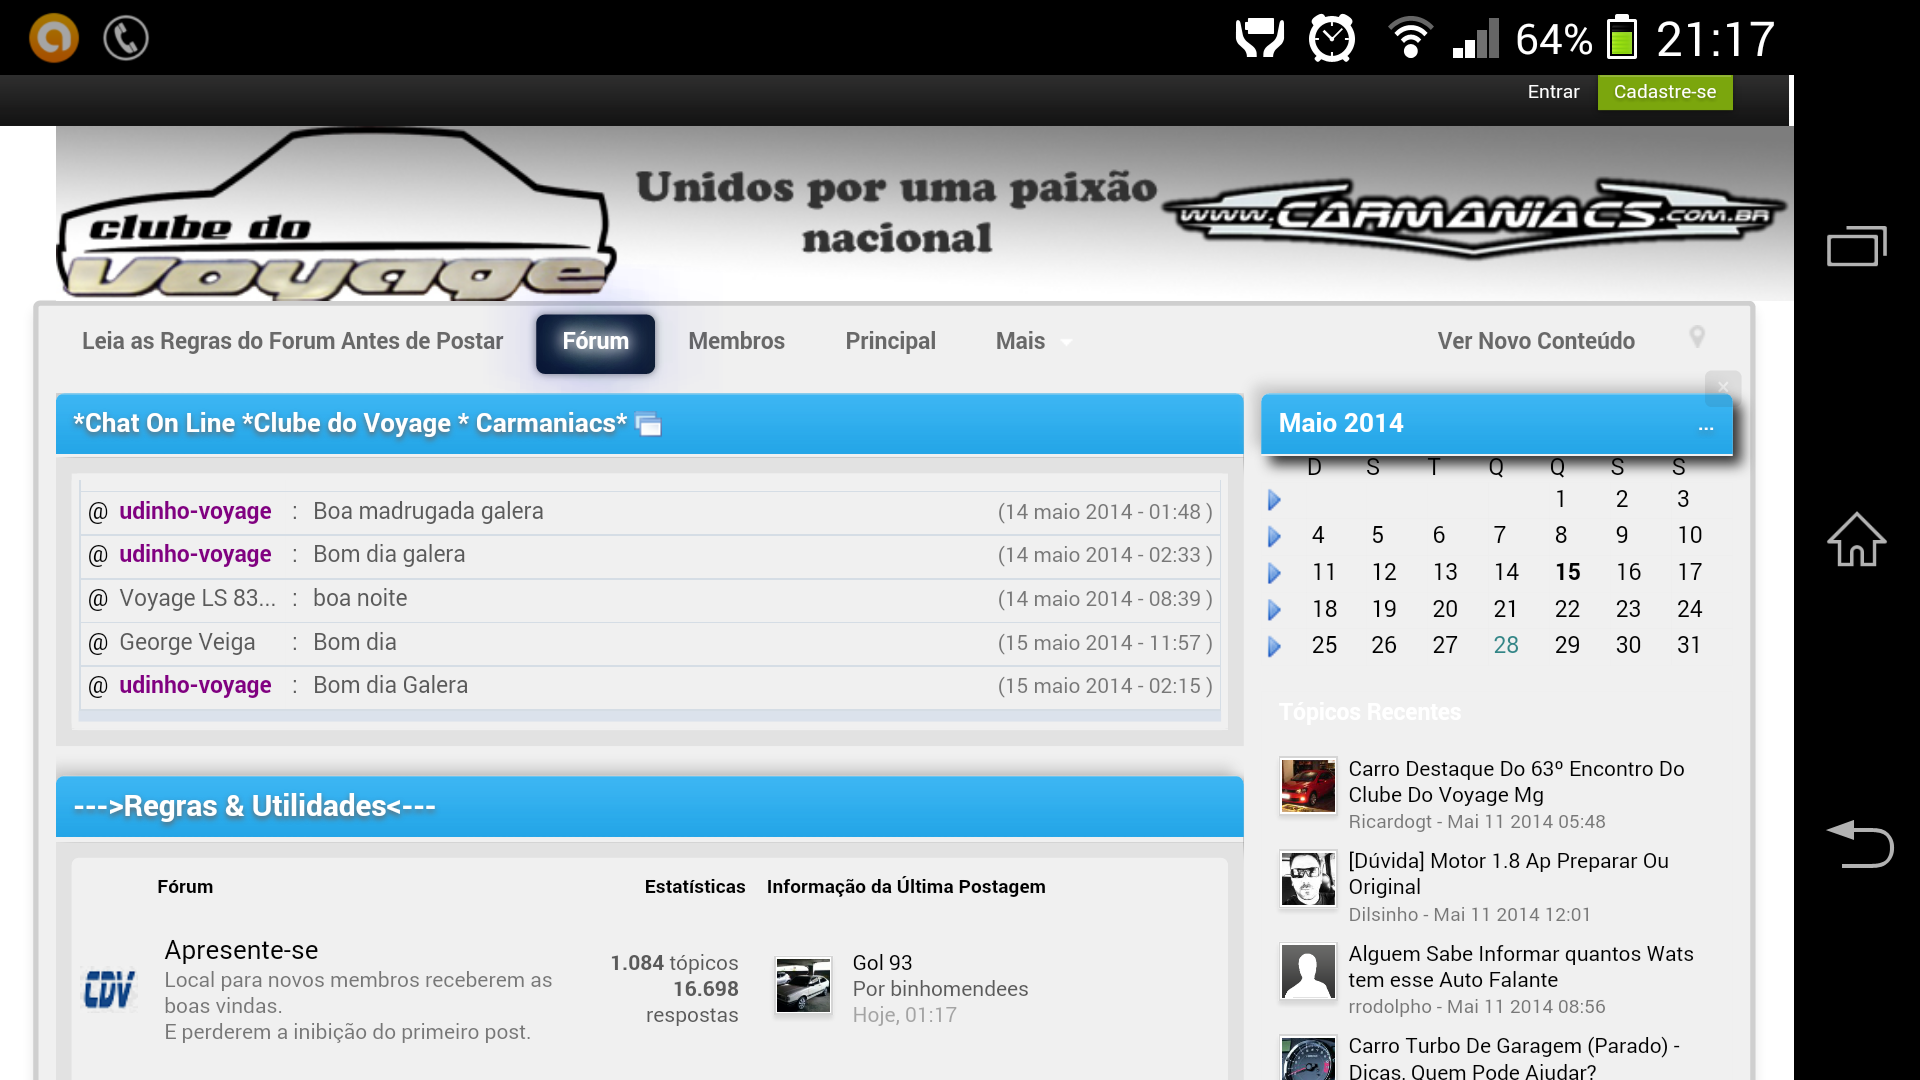 64% 21:17
Entrar Cadastre-se
clube do
Voyage
Unidos por uma paixão
nacional
www.CARMANIACS.com.br
Leia as Regras do Forum Antes de Postar Fórum Membros Principal Mais Ver Novo Conteúdo
*Chat On Line *Clube do Voyage * Carmaniacs*
@ udinho-voyage : Boa madrugada galera (14 maio 2014 - 01:48 )
@ udinho-voyage : Bom dia galera (14 maio 2014 - 02:33 )
@ Voyage LS 83... : boa noite (14 maio 2014 - 08:39 )
@ George Veiga : Bom dia (15 maio 2014 - 11:57 )
@ udinho-voyage : Bom dia Galera (15 maio 2014 - 02:15 )
--->Regras & Utilidades<---
Fórum Estatísticas Informação da Última Postagem
CDV
Apresente-se
Local para novos membros receberem as
boas vindas.
E perderem a inibição do primeiro post.
1.084 tópicos
16.698
respostas
Gol 93
Por binhomendees
Hoje, 01:17
Maio 2014 ...
D S T Q Q S S
1 2 3
4 5 6 7 8 9 10
11 12 13 14 15 16 17
18 19 20 21 22 23 24
25 26 27 28 29 30 31
Tópicos Recentes
Carro Destaque Do 63º Encontro Do
Clube Do Voyage Mg
Ricardogt - Mai 11 2014 05:48
[Dúvida] Motor 1.8 Ap Preparar Ou
Original
Dilsinho - Mai 11 2014 12:01
Alguem Sabe Informar quantos Wats
tem esse Auto Falante
rrodolpho - Mai 11 2014 08:56
Carro Turbo De Garagem (Parado) -
Dicas, Quem Pode Ajudar?